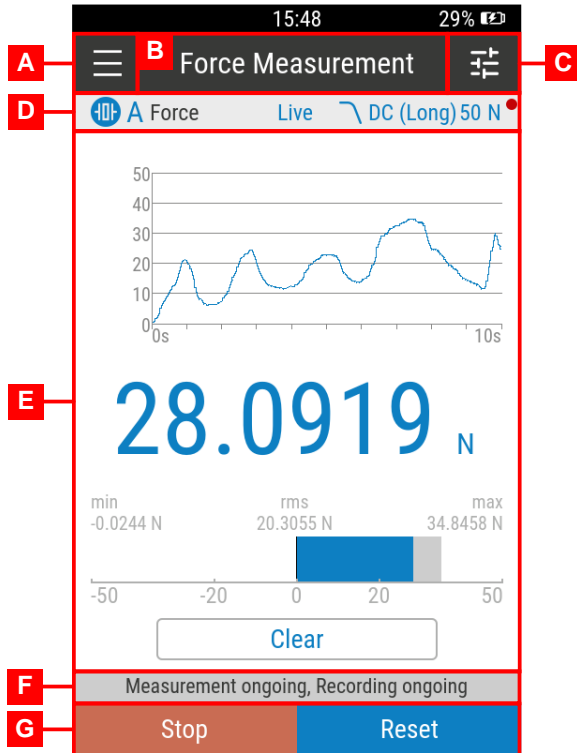 15:48 29%
A B Force Measurement C
D A Force Live DC (Long) 50 N
50
40
30
20
10
0
0s 10s
E 28.0919 N
min rms max
-0.0244 N 20.3055 N 34.8458 N
-50 -20 0 20 50
Clear
F Measurement ongoing, Recording ongoing
G Stop Reset